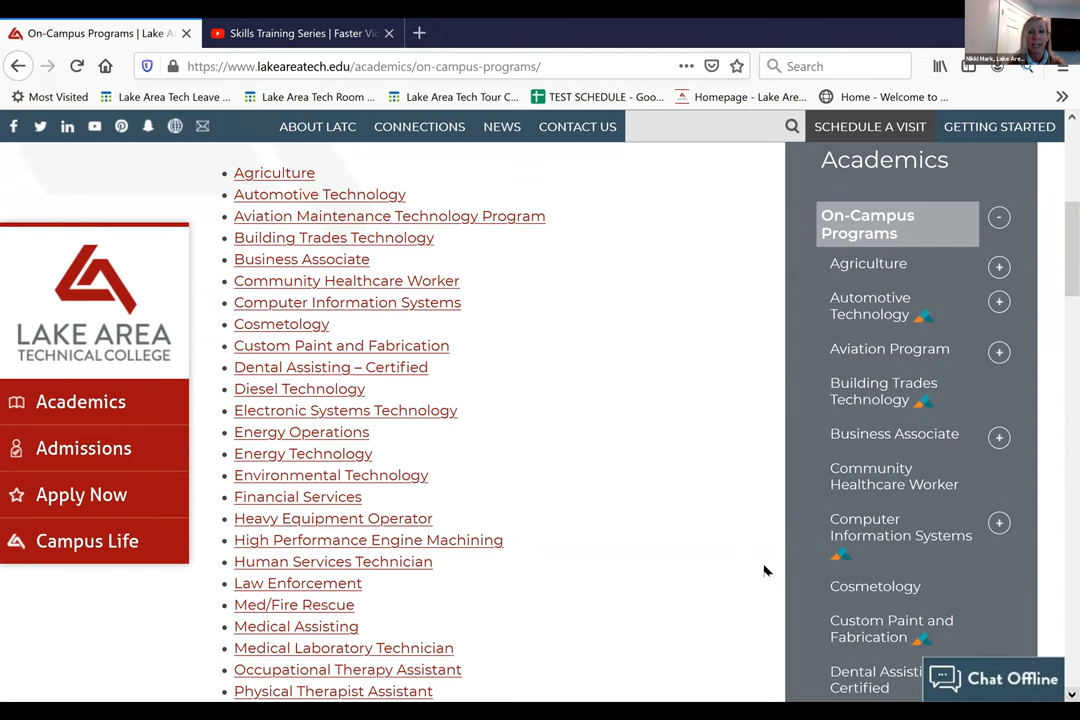 On-Campus Programs | Lake A
Skills Training Series | Faster Vi
https://www.lakeareatech.edu/academics/on-campus-programs/
Search
Nikki Mark, Lake Are...
Most Visited
Lake Area Tech Leave ...
Lake Area Tech Room ...
Lake Area Tech Tour C...
TEST SCHEDULE - Goo...
Homepage - Lake Are...
Home - Welcome to ...
ABOUT LATC
CONNECTIONS
NEWS
CONTACT US
SCHEDULE A VISIT
GETTING STARTED
LAKE AREA
TECHNICAL COLLEGE
Academics
Admissions
Apply Now
Campus Life
• Agriculture
• Automotive Technology
• Aviation Maintenance Technology Program
• Building Trades Technology
• Business Associate
• Community Healthcare Worker
• Computer Information Systems
• Cosmetology
• Custom Paint and Fabrication
• Dental Assisting – Certified
• Diesel Technology
• Electronic Systems Technology
• Energy Operations
• Energy Technology
• Environmental Technology
• Financial Services
• Heavy Equipment Operator
• High Performance Engine Machining
• Human Services Technician
• Law Enforcement
• Med/Fire Rescue
• Medical Assisting
• Medical Laboratory Technician
• Occupational Therapy Assistant
• Physical Therapist Assistant
Academics
On-Campus
Programs
Agriculture
Automotive
Technology
Aviation Program
Building Trades
Technology
Business Associate
Community
Healthcare Worker
Computer
Information Systems
Cosmetology
Custom Paint and
Fabrication
Dental Assisti
Certified
Chat Offline